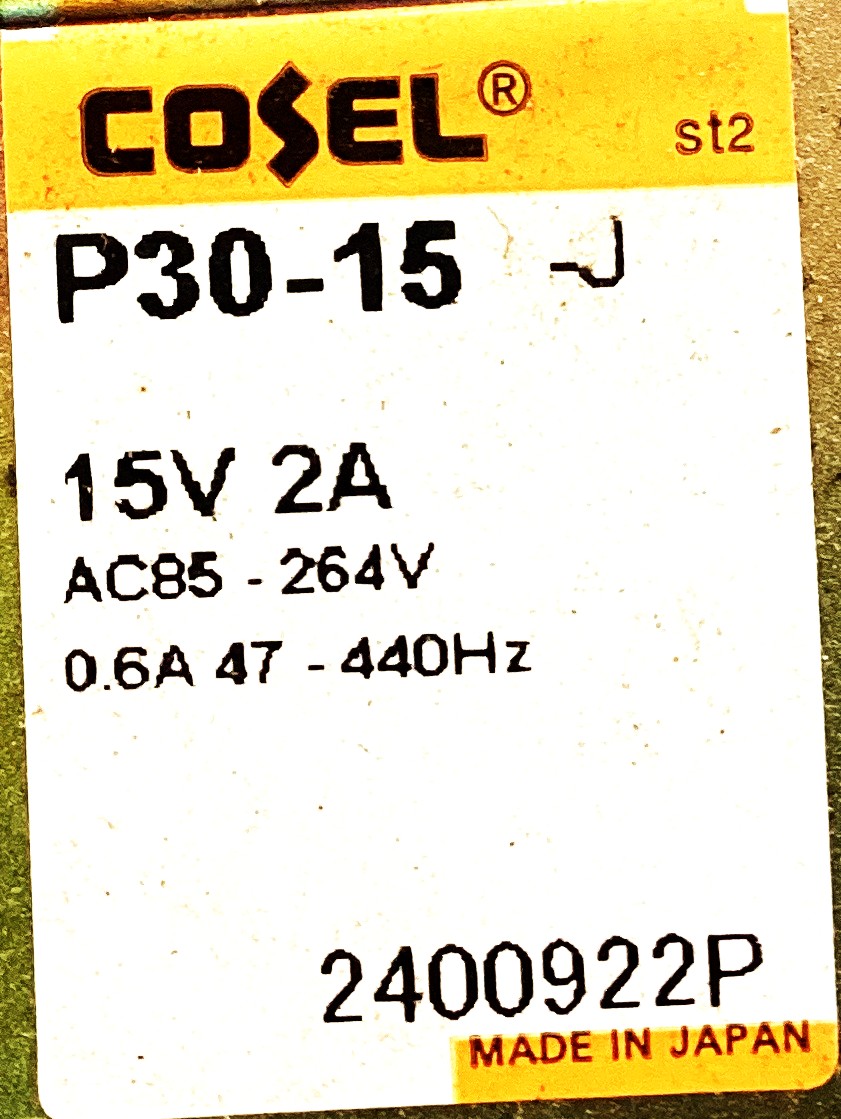 COSEL® st2
P30-15 -J
15V 2A
AC85 - 264V
0.6A 47 - 440Hz
2400922P
MADE IN JAPAN